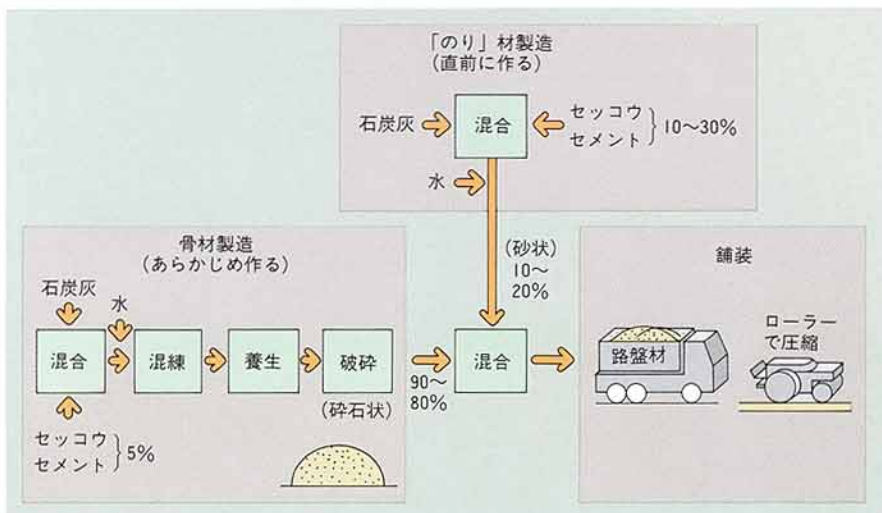 「のり」材製造
(直前に作る)
石炭灰
混合
セッコウ
セメント
10〜30%
水
(砂状)
10〜
20%
骨材製造
(あらかじめ作る)
石炭灰
水
混合
混練
養生
破砕
(砕石状)
セッコウ
セメント
5%
90〜
80%
混合
舗装
路盤材
ローラー
で圧縮